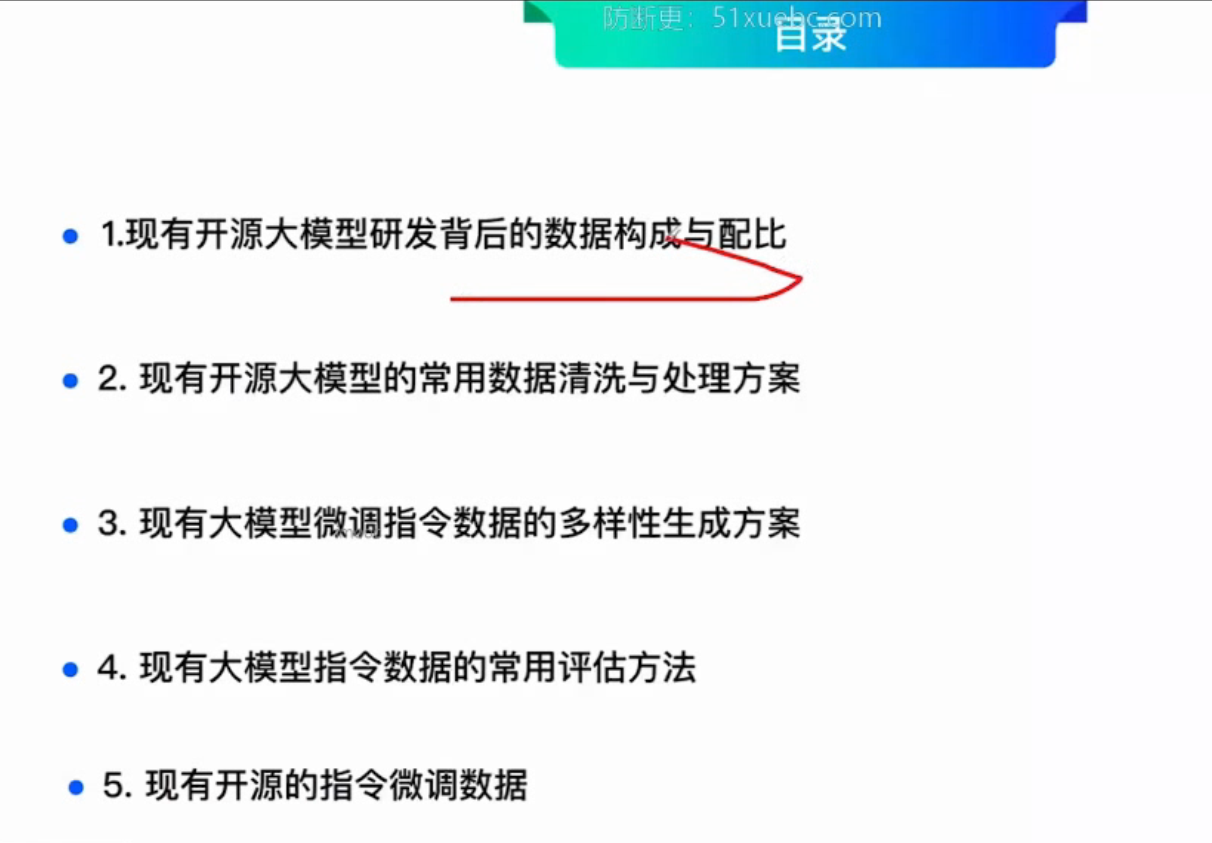 防断更：51xuebc.com
目录
1.现有开源大模型研发背后的数据构成与配比
2. 现有开源大模型的常用数据清洗与处理方案
3. 现有大模型微调指令数据的多样性生成方案
4. 现有大模型指令数据的常用评估方法
5. 现有开源的指令微调数据